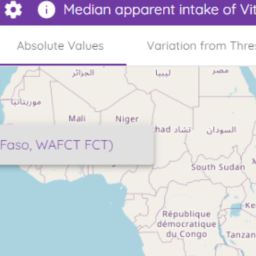 Median apparent intake of Vit
Absolute Values
Variation from Thres
الجزائر
ليبيا
مصر
موريتانيا
Mali
Niger
had تشاد
السودان
Faso, WAFCT FCT)
South Sudan
République
démocratique
du Congo
Ke
Tanzan